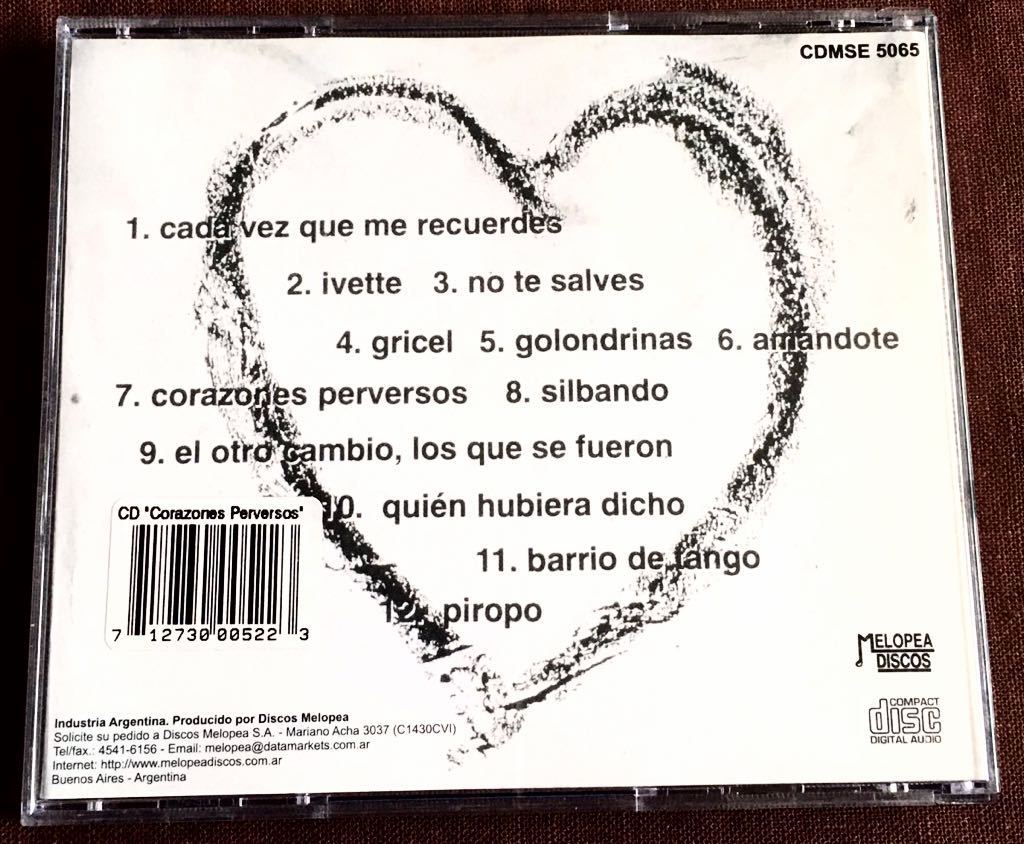 CDMSE 5065
1. cada vez que me recuerdes
2. ivette 3. no te salves
4. gricel 5. golondrinas 6. amandote
7. corazones perversos 8. silbando
9. el otro cambio, los que se fueron
10. quién hubiera dicho
11. barrio de tango
12. piropo
CD "Corazones Perversos"
7 12730 00522 3
MELOPEA
DISCOS
COMPACT
disc
DIGITAL AUDIO
Industria Argentina. Producido por Discos Melopea
Solicite su pedido a Discos Melopea S.A. - Mariano Acha 3037 (C1430CVI)
Tel/fax.: 4541-6156 - Email: melopea@datamarkets.com.ar
Internet: http://www.melopeadiscos.com.ar
Buenos Aires - Argentina